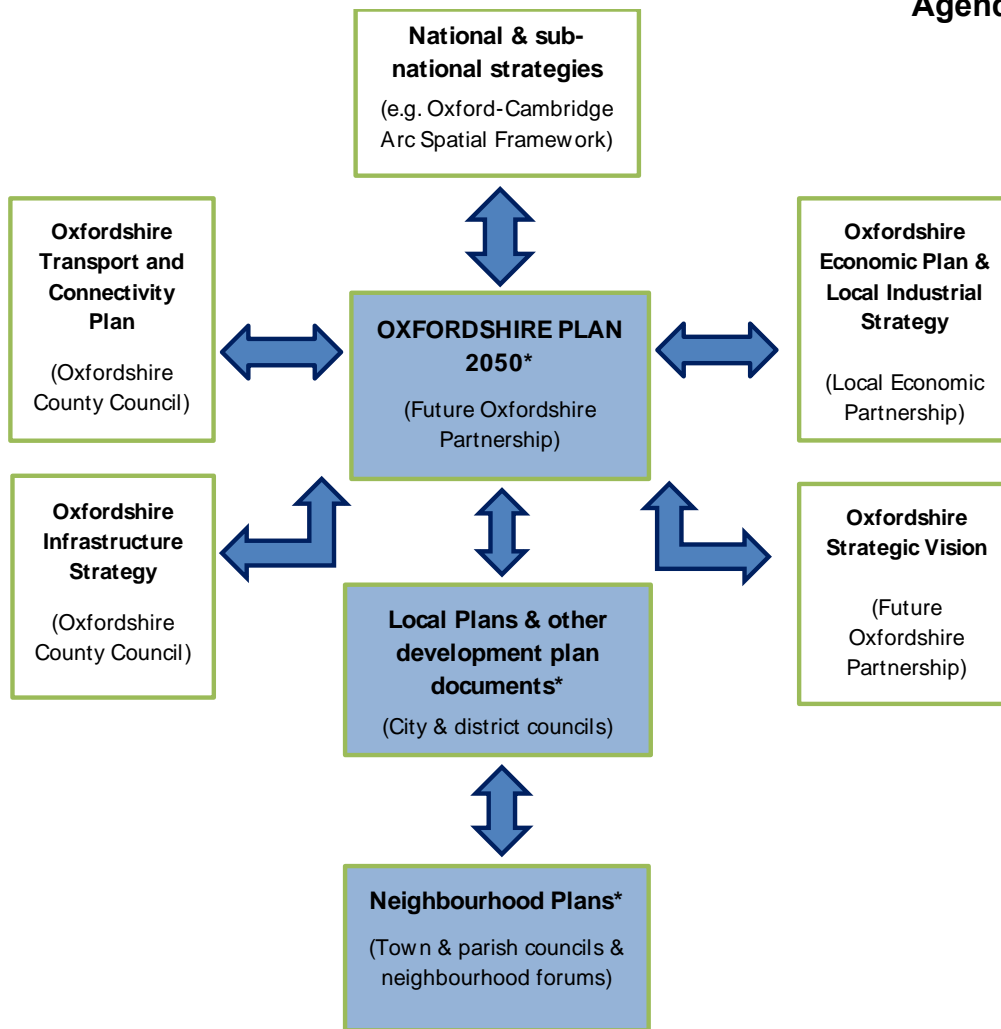 Agend
National & sub-
national strategies
(e.g. Oxford-Cambridge
Arc Spatial Framework)
Oxfordshire
Transport and
Connectivity
Plan
(Oxfordshire
County Council)
OXFORDSHIRE PLAN
2050*
(Future Oxfordshire
Partnership)
Oxfordshire
Economic Plan &
Local Industrial
Strategy
(Local Economic
Partnership)
Oxfordshire
Infrastructure
Strategy
(Oxfordshire
County Council)
Local Plans & other
development plan
documents*
(City & district councils)
Oxfordshire
Strategic Vision
(Future
Oxfordshire
Partnership)
Neighbourhood Plans*
(Town & parish councils &
neighbourhood forums)